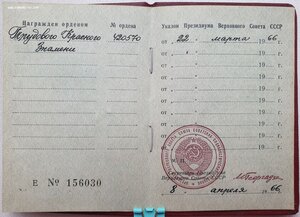 Награжден орденом
№ ордена
Трудового Красного
420570
Знамени
Е № 156030
Указом Президиума Верховного Совета СССР
от 22 марта 1966.
от 19
от 19
от 19
от 19
от 19
от 19
от 19
от 19
М. П.
Секретарь Президиума
Верховного Совета СССР
8 апреля 1966.